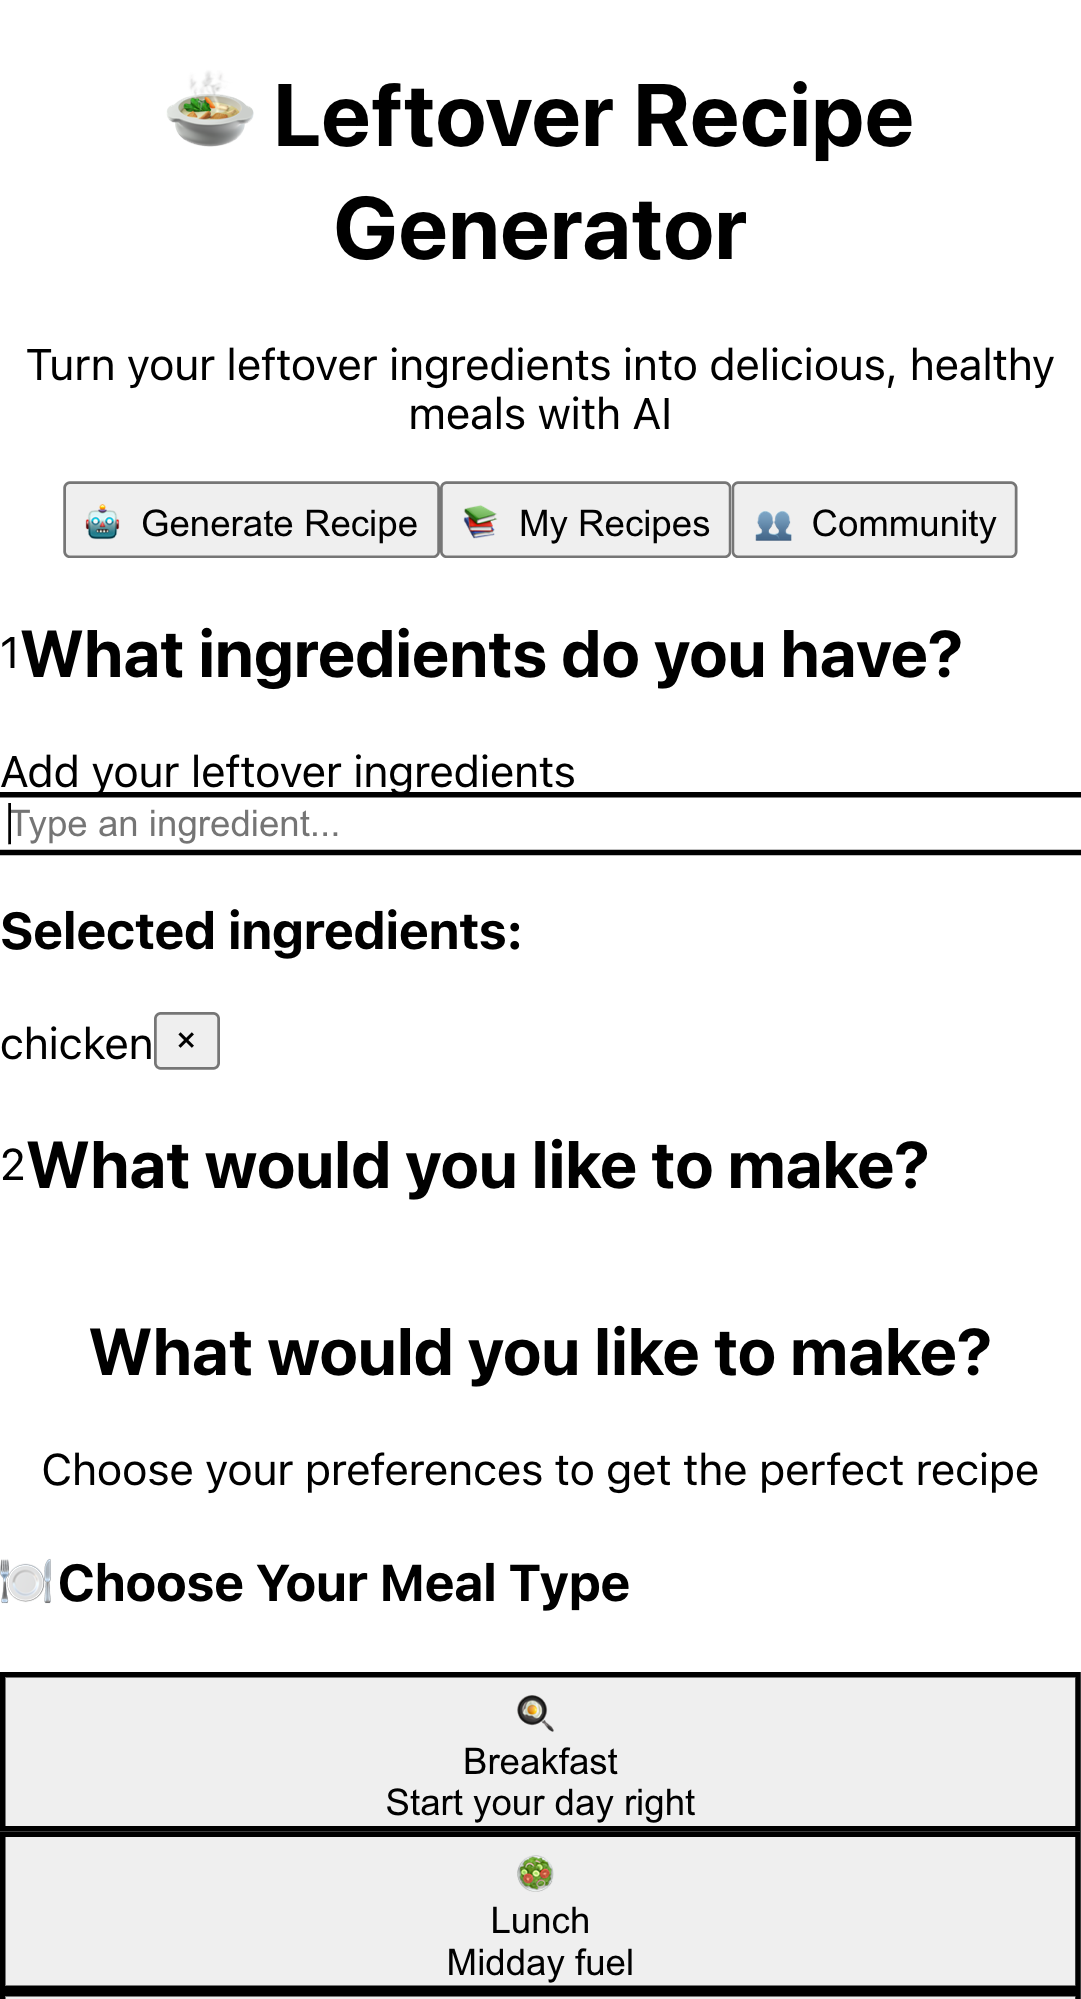 Leftover Recipe
Generator
Turn your leftover ingredients into delicious, healthy
meals with AI
Generate Recipe My Recipes Community
1What ingredients do you have?
Add your leftover ingredients
Type an ingredient...
Selected ingredients:
chicken ×
2What would you like to make?
What would you like to make?
Choose your preferences to get the perfect recipe
Choose Your Meal Type
Breakfast
Start your day right
Lunch
Midday fuel